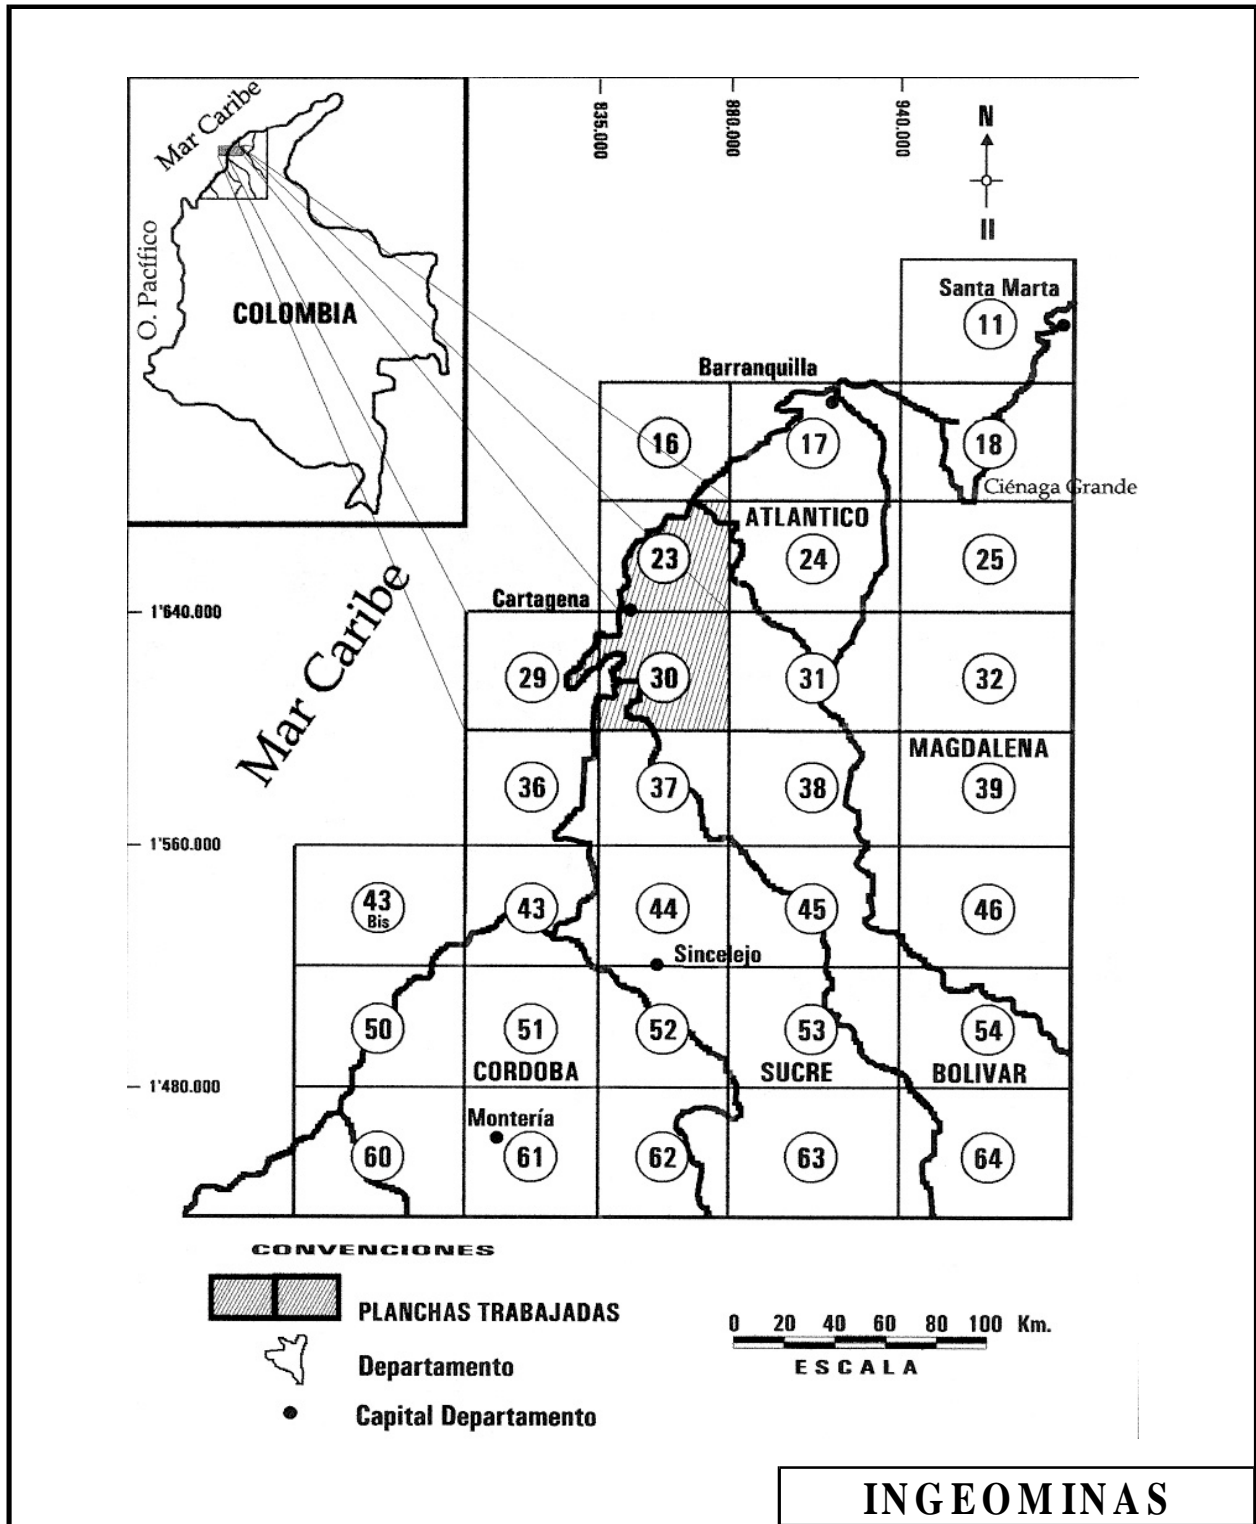 Mar Caribe
O. Pacífico
COLOMBIA
835.000
880.000
940.000
N
Santa Marta
11
Barranquilla
16
17
18
Ciénaga Grande
ATLANTICO
23
24
25
Cartagena
1'640.000
Mar Caribe
29
30
31
32
MAGDALENA
36
37
38
39
1'560.000
43
Bis
43
44
45
46
Sincelejo
50
51
52
53
54
CORDOBA
SUCRE
BOLIVAR
1'480.000
Montería
60
61
62
63
64
CONVENCIONES
PLANCHAS TRABAJADAS
Departamento
Capital Departamento
0 20 40 60 80 100 Km.
ESCALA
INGEOMINAS